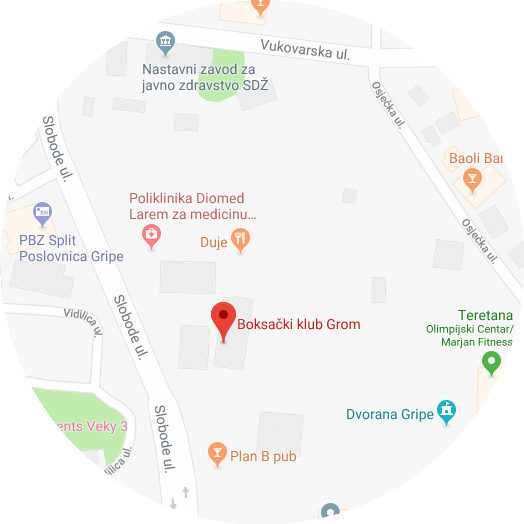 Vukovarska ul.
Nastavni zavod za
javno zdravstvo SDŽ
Osječka ul.
Slobode ul.
Baoli Bar
Poliklinika Diomed
Larem za medicinu...
PBZ Split
Poslovnica Gripe
Duje
Osječka ul.
Vidilica ul.
Slobode ul.
Boksački klub Grom
Teretana
Olimpijski Centar/
Marjan Fitness
Dvorana Gripe
Slobode ul.
ents Veky 3
dilica ul.
Plan B pub